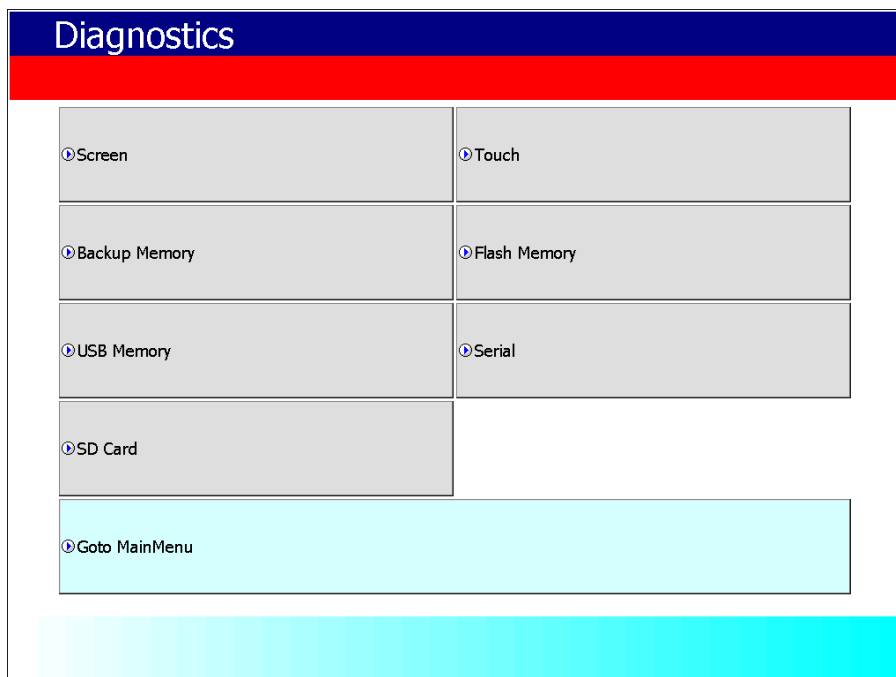 Diagnostics
Screen
Touch
Backup Memory
Flash Memory
USB Memory
Serial
SD Card
Goto MainMenu